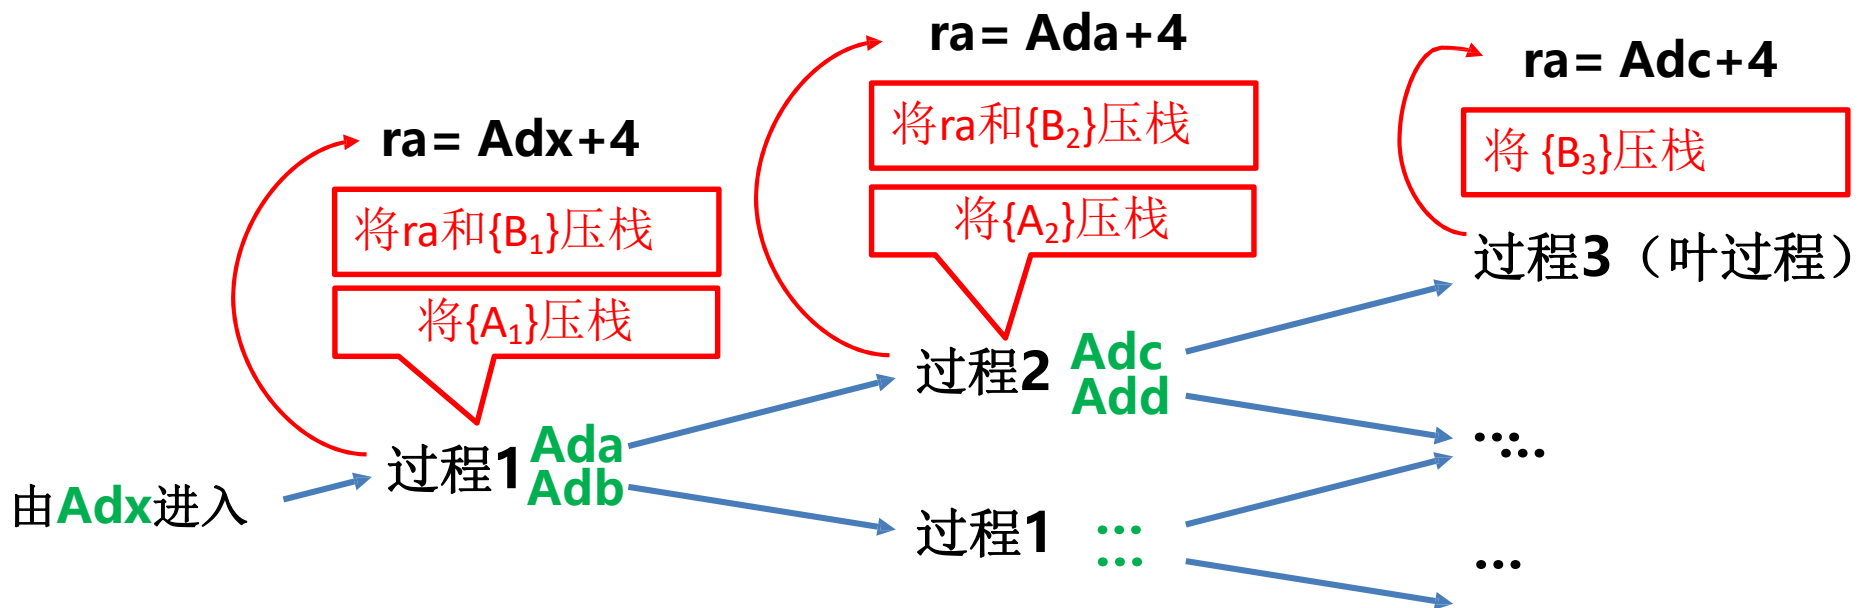 ra= Ada+4
ra= Adc+4
将ra和{B₂}压栈
将 {B₃}压栈
ra= Adx+4
将ra和{B₁}压栈
将{A₂}压栈
过程3（叶过程）
将{A₁}压栈
过程2
Adc
Add
过程1
Ada
Adb
由Adx进入
过程1
...
...
...
...
...